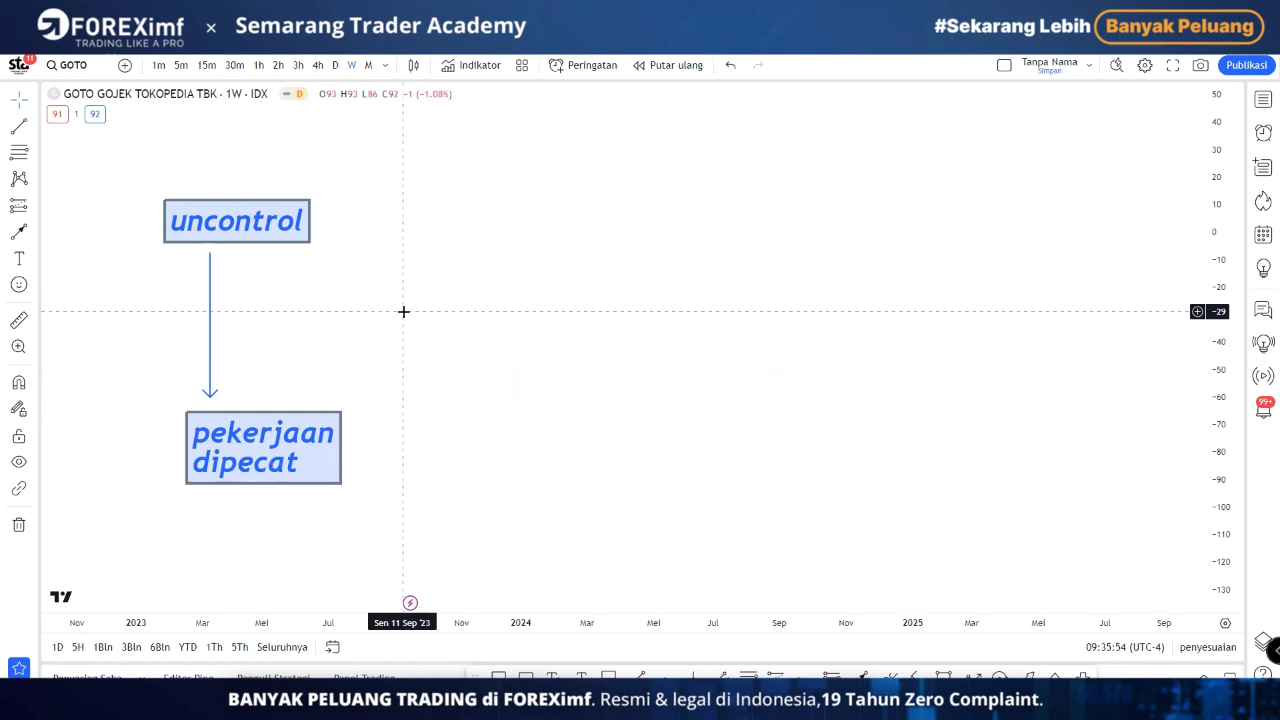 FOREXimf × Semarang Trader Academy #Sekarang Lebih Banyak Peluang
TRADING LIKE A PRO
sta 11 GOTO 1m 5m 15m 30m 1h 2h 3h 4h D W M Indikator Peringatan Putar ulang Tanpa Nama Simpan Publikasi
GOTO GOJEK TOKOPEDIA TBK · 1W · IDX D O93 H93 L86 C92 −1 (−1.08%)
91 1 92
50
40
30
20
10
0
−10
−20
−29
−40
−50
−60
−70
−80
−90
−100
−110
−120
−130
uncontrol
pekerjaan
dipecat
99+
Nov 2023 Mar Mei Jul Sen 11 Sep '23 Nov 2024 Mar Mei Jul Sep Nov 2025 Mar Mei Jul Sep
1D 5H 1Bln 3Bln 6Bln YTD 1Th 5Th Seluruhnya 09:35:54 (UTC-4) penyesualan
BANYAK PELUANG TRADING di FOREXimf. Resmi & legal di Indonesia,19 Tahun Zero Complaint.